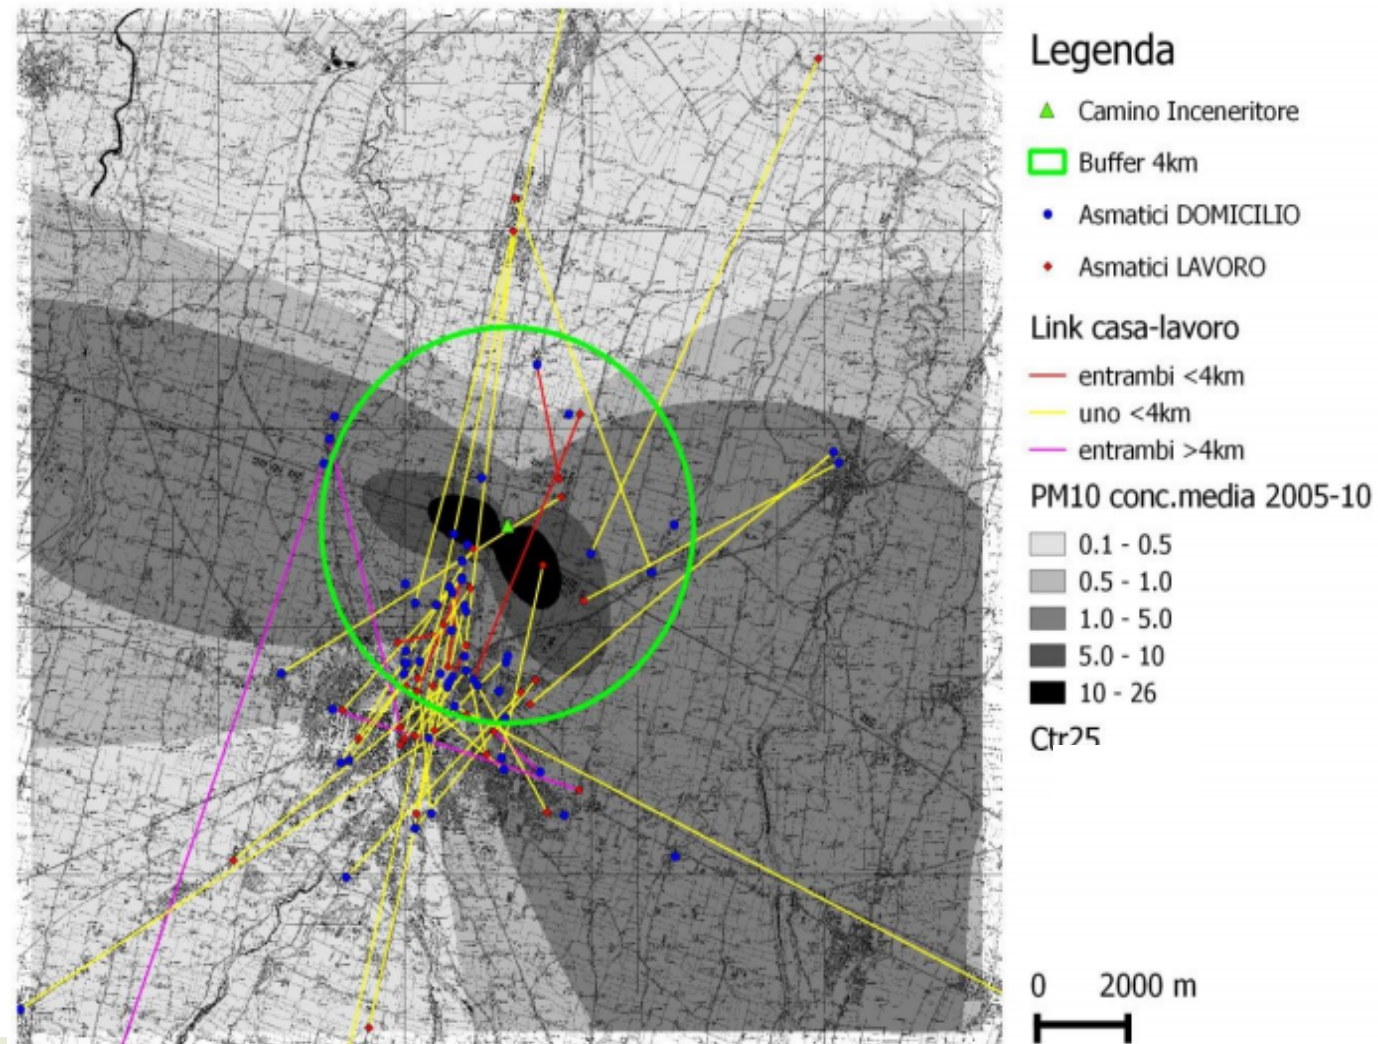 Legenda
Camino Inceneritore
Buffer 4km
Asmatici DOMICILIO
Asmatici LAVORO
Link casa-lavoro
entrambi <4km
uno <4km
entrambi >4km
PM10 conc.media 2005-10
0.1 - 0.5
0.5 - 1.0
1.0 - 5.0
5.0 - 10
10 - 26
Ctr25
0 2000 m